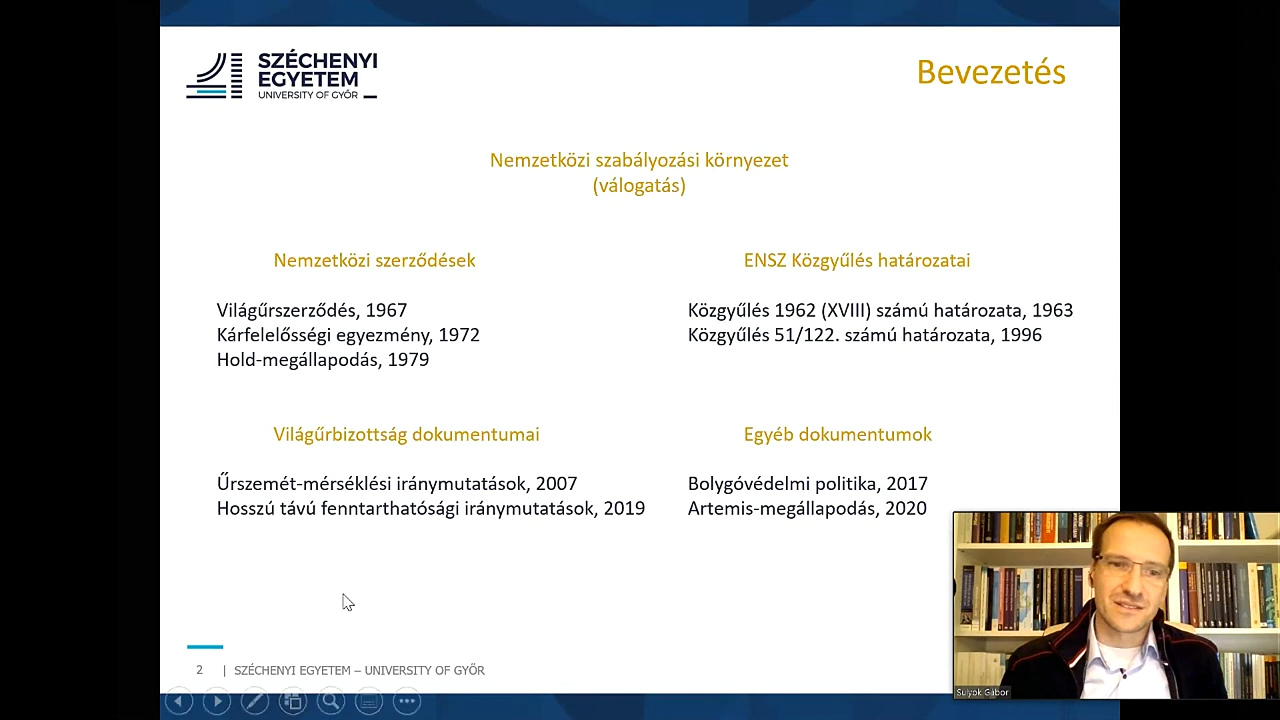 SZÉCHENYI
EGYETEM
UNIVERSITY OF GYŐR
Bevezetés
Nemzetközi szabályozási környezet
(válogatás)
Nemzetközi szerződések
Világűrszerződés, 1967
Kárfelelősségi egyezmény, 1972
Hold-megállapodás, 1979
ENSZ Közgyűlés határozatai
Közgyűlés 1962 (XVIII) számú határozata, 1963
Közgyűlés 51/122. számú határozata, 1996
Világűrbizottság dokumentumai
Űrszemét-mérséklési iránymutatások, 2007
Hosszú távú fenntarthatósági iránymutatások, 2019
Egyéb dokumentumok
Bolygóvédelmi politika, 2017
Artemis-megállapodás, 2020
2 | SZÉCHENYI EGYETEM – UNIVERSITY OF GYŐR
Sulyok Gábor